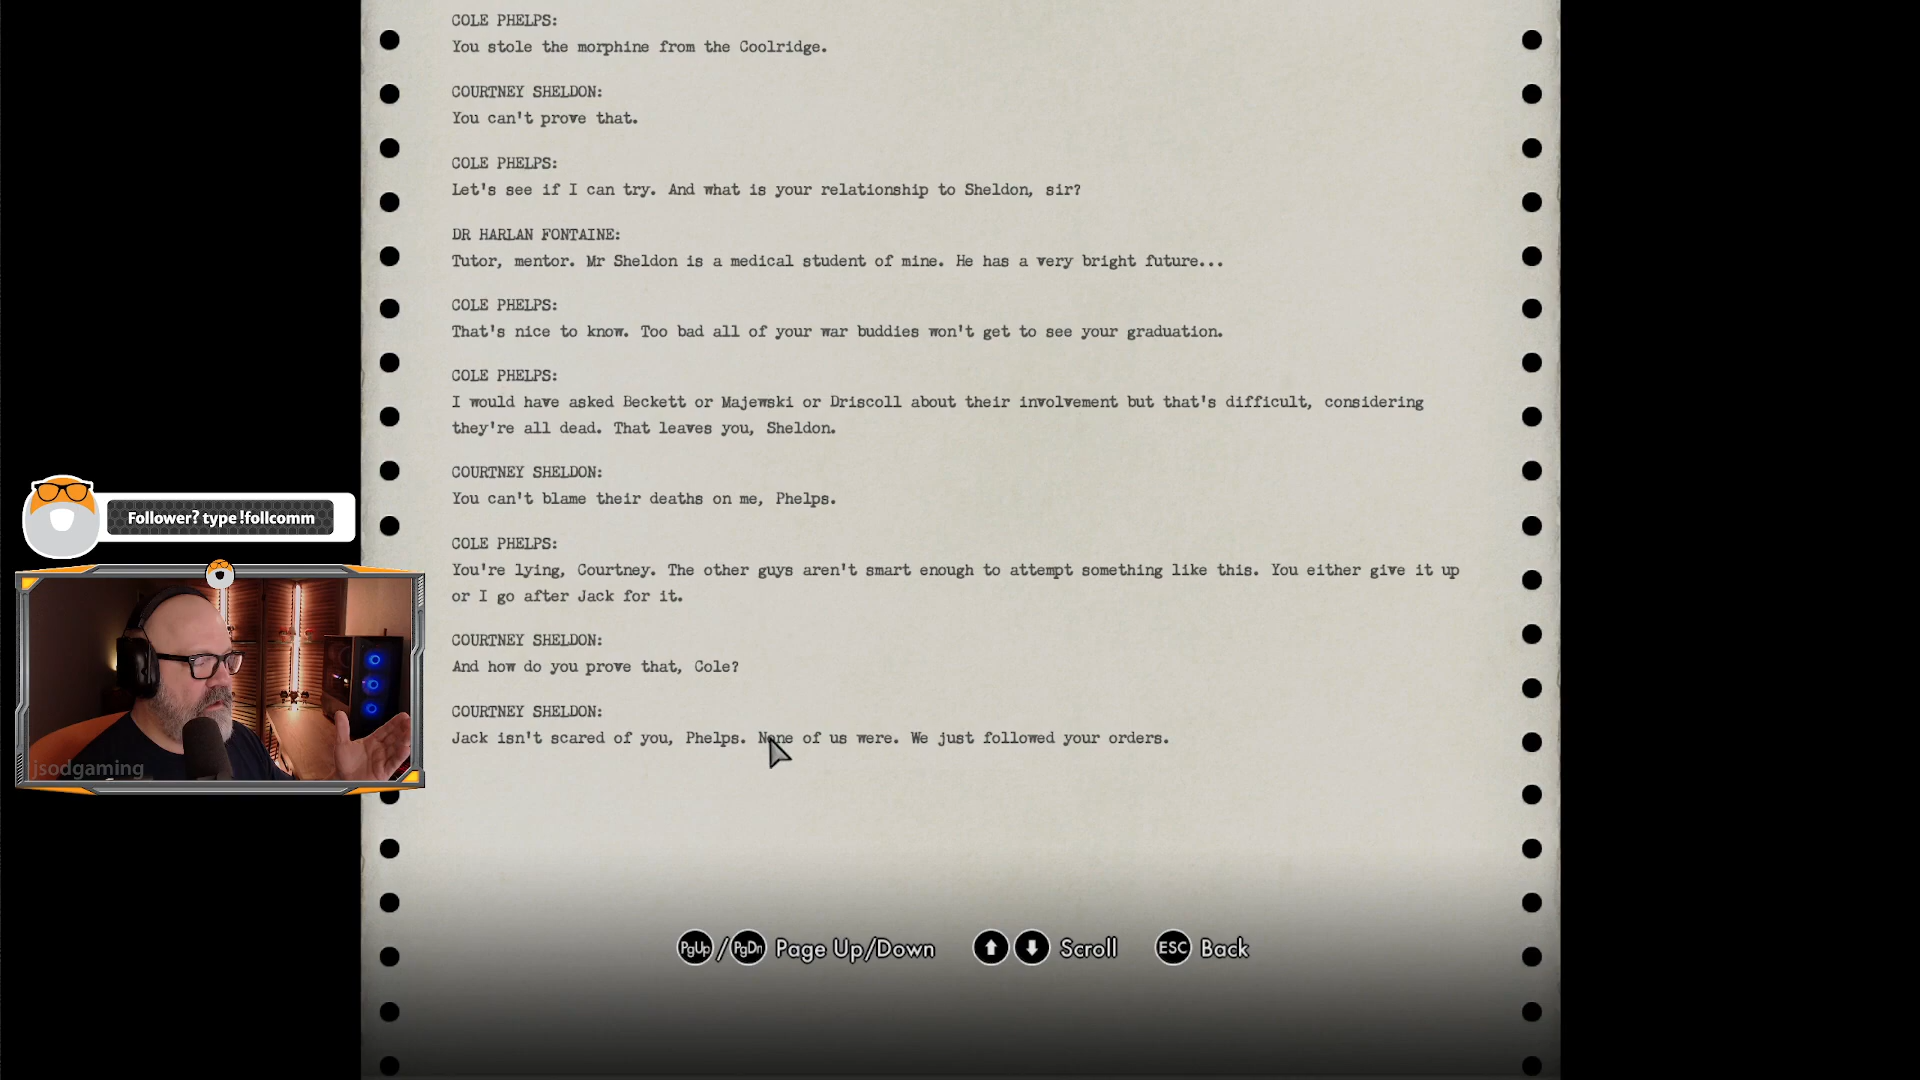 COLE PHELPS:
You stole the morphine from the Coolridge.
COURTNEY SHELDON:
You can't prove that.
COLE PHELPS:
Let's see if I can try. And what is your relationship to Sheldon, sir?
DR HARLAN FONTAINE:
Tutor, mentor. Mr Sheldon is a medical student of mine. He has a very bright future...
COLE PHELPS:
That's nice to know. Too bad all of your war buddies won't get to see your graduation.
COLE PHELPS:
I would have asked Beckett or Majewski or Driscoll about their involvement but that's difficult, considering
they're all dead. That leaves you, Sheldon.
COURTNEY SHELDON:
You can't blame their deaths on me, Phelps.
COLE PHELPS:
You're lying, Courtney. The other guys aren't smart enough to attempt something like this. You either give it up
or I go after Jack for it.
COURTNEY SHELDON:
And how do you prove that, Cole?
COURTNEY SHELDON:
Jack isn't scared of you, Phelps. None of us were. We just followed your orders.
Follower? type !follcomm
jsodgaming
PgUp / PgDn Page Up/Down Scroll ESC Back